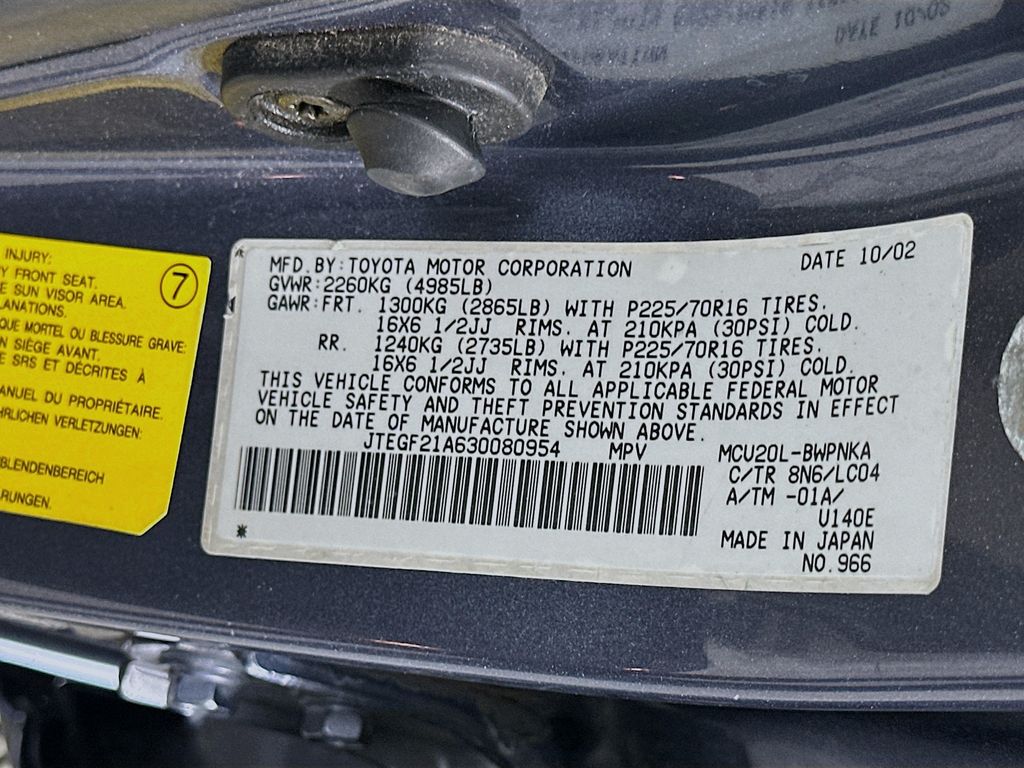 DATE 10/02
INJURY:
Y FRONT SEAT.
E SUN VISOR AREA.
LANATIONS.
QUE MORTEL OU BLESSURE GRAVE:
N SIÈGE AVANT.
E SRS ET DÉCRITES À
ANUEL DU PROPRIÉTAIRE.
HRLICHEN VERLETZUNGEN:
BLENDENBEREICH
RUNGEN.
7
MFD.BY:TOYOTA MOTOR CORPORATION DATE 10/02
GVWR:2260KG (4985LB)
GAWR:FRT. 1300KG (2865LB) WITH P225/70R16 TIRES.
16X6 1/2JJ RIMS. AT 210KPA (30PSI) COLD.
RR. 1240KG (2735LB) WITH P225/70R16 TIRES.
16X6 1/2JJ RIMS. AT 210KPA (30PSI) COLD.
THIS VEHICLE CONFORMS TO ALL APPLICABLE FEDERAL MOTOR
VEHICLE SAFETY AND THEFT PREVENTION STANDARDS IN EFFECT
ON THE DATE OF MANUFACTURE SHOWN ABOVE.
JTEGF21A630080954 MPV MCU20L-BWPNKA
C/TR 8N6/LC04
A/TM -01A/
U140E
MADE IN JAPAN
NO.966